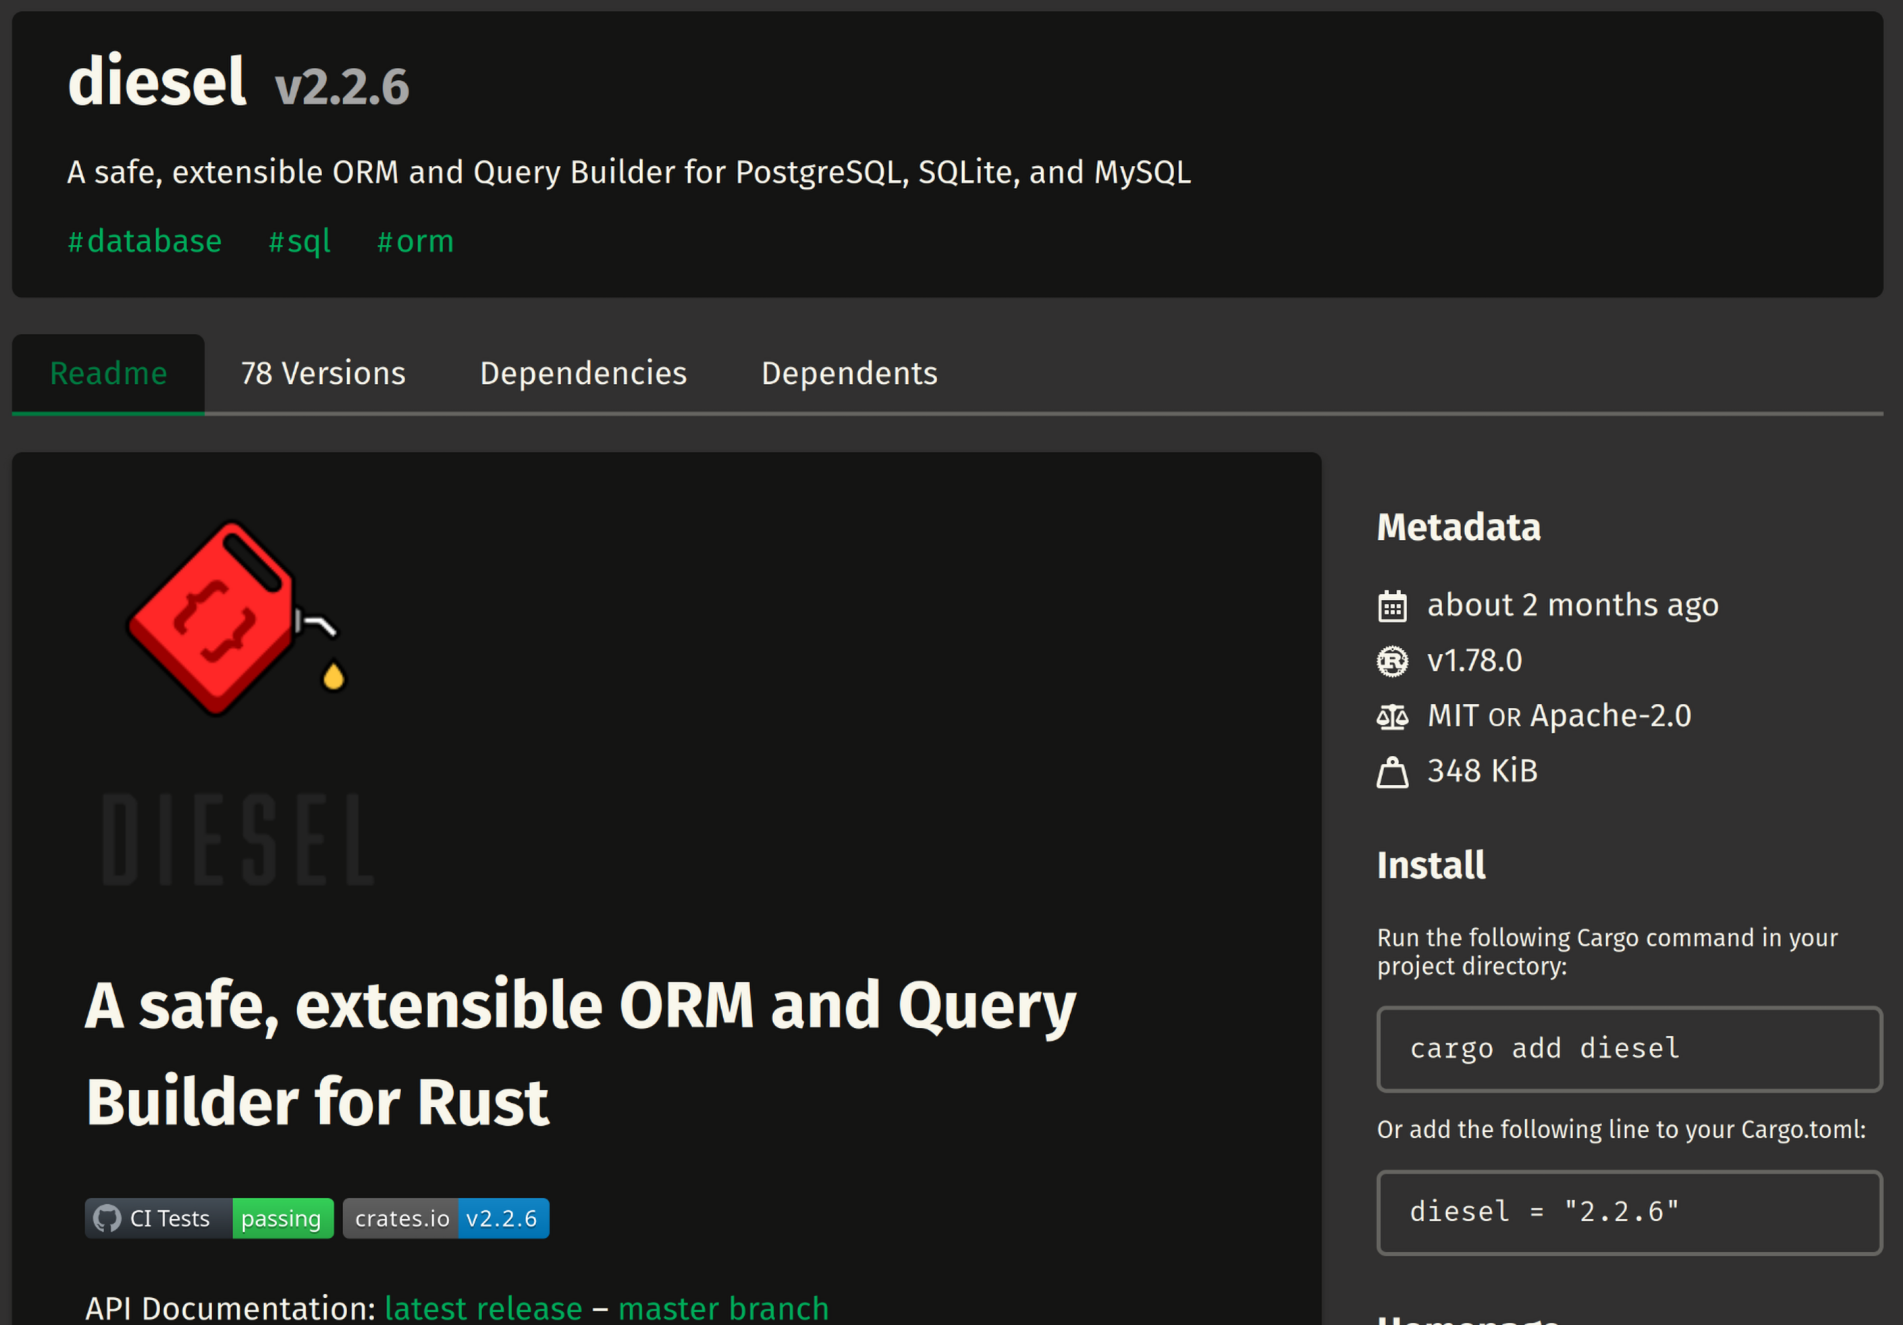 diesel v2.2.6
A safe, extensible ORM and Query Builder for PostgreSQL, SQLite, and MySQL
#database #sql #orm
Readme 78 Versions Dependencies Dependents
{}
DIESEL
A safe, extensible ORM and Query
Builder for Rust
CI Tests passing crates.io v2.2.6
API Documentation: latest release – master branch
Metadata
about 2 months ago
R v1.78.0
MIT OR Apache-2.0
348 KiB
Install
Run the following Cargo command in your
project directory:
cargo add diesel
Or add the following line to your Cargo.toml:
diesel = "2.2.6"
Homepage